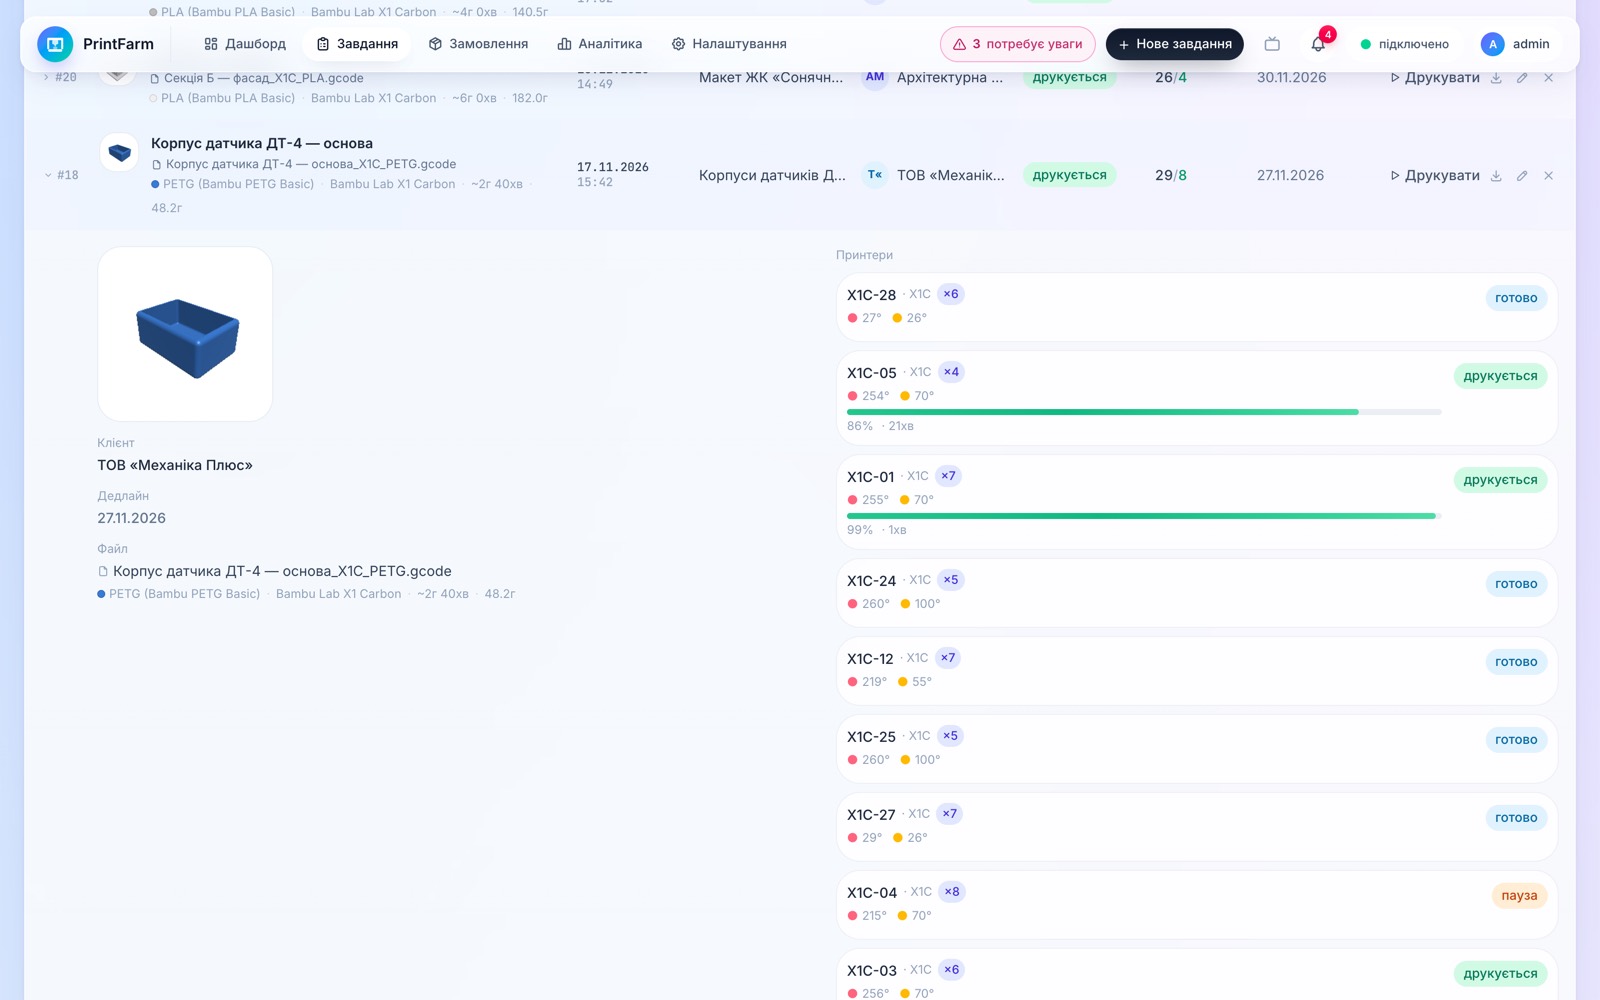 PLA (Bambu PLA Basic) · Bambu Lab X1 Carbon · ~4г 0хв · 140.5г
PrintFarm
Дашборд
Завдання
Замовлення
Аналітика
Налаштування
3 потребує уваги
+ Нове завдання
4
підключено
A admin
#20
Секція Б — фасад_X1C_PLA.gcode
PLA (Bambu PLA Basic) · Bambu Lab X1 Carbon · ~6г 0хв · 182.0г
14:49
Макет ЖК «Сонячн...
АМ Архітектурна ...
друкується
26/4
30.11.2026
Друкувати
#18
Корпус датчика ДТ-4 — основа
Корпус датчика ДТ-4 — основа_X1C_PETG.gcode
PETG (Bambu PETG Basic) · Bambu Lab X1 Carbon · ~2г 40хв ·
48.2г
17.11.2026
15:42
Корпуси датчиків Д...
Т« ТОВ «Механік...
друкується
29/8
27.11.2026
Друкувати
Клієнт
ТОВ «Механіка Плюс»
Дедлайн
27.11.2026
Файл
Корпус датчика ДТ-4 — основа_X1C_PETG.gcode
PETG (Bambu PETG Basic) · Bambu Lab X1 Carbon · ~2г 40хв · 48.2г
Принтери
X1C-28 · X1C ×6
готово
27° 26°
X1C-05 · X1C ×4
друкується
254° 70°
86% · 21хв
X1C-01 · X1C ×7
друкується
255° 70°
99% · 1хв
X1C-24 · X1C ×5
готово
260° 100°
X1C-12 · X1C ×7
готово
219° 55°
X1C-25 · X1C ×5
готово
260° 100°
X1C-27 · X1C ×7
готово
29° 26°
X1C-04 · X1C ×8
пауза
215° 70°
X1C-03 · X1C ×6
друкується
256° 70°